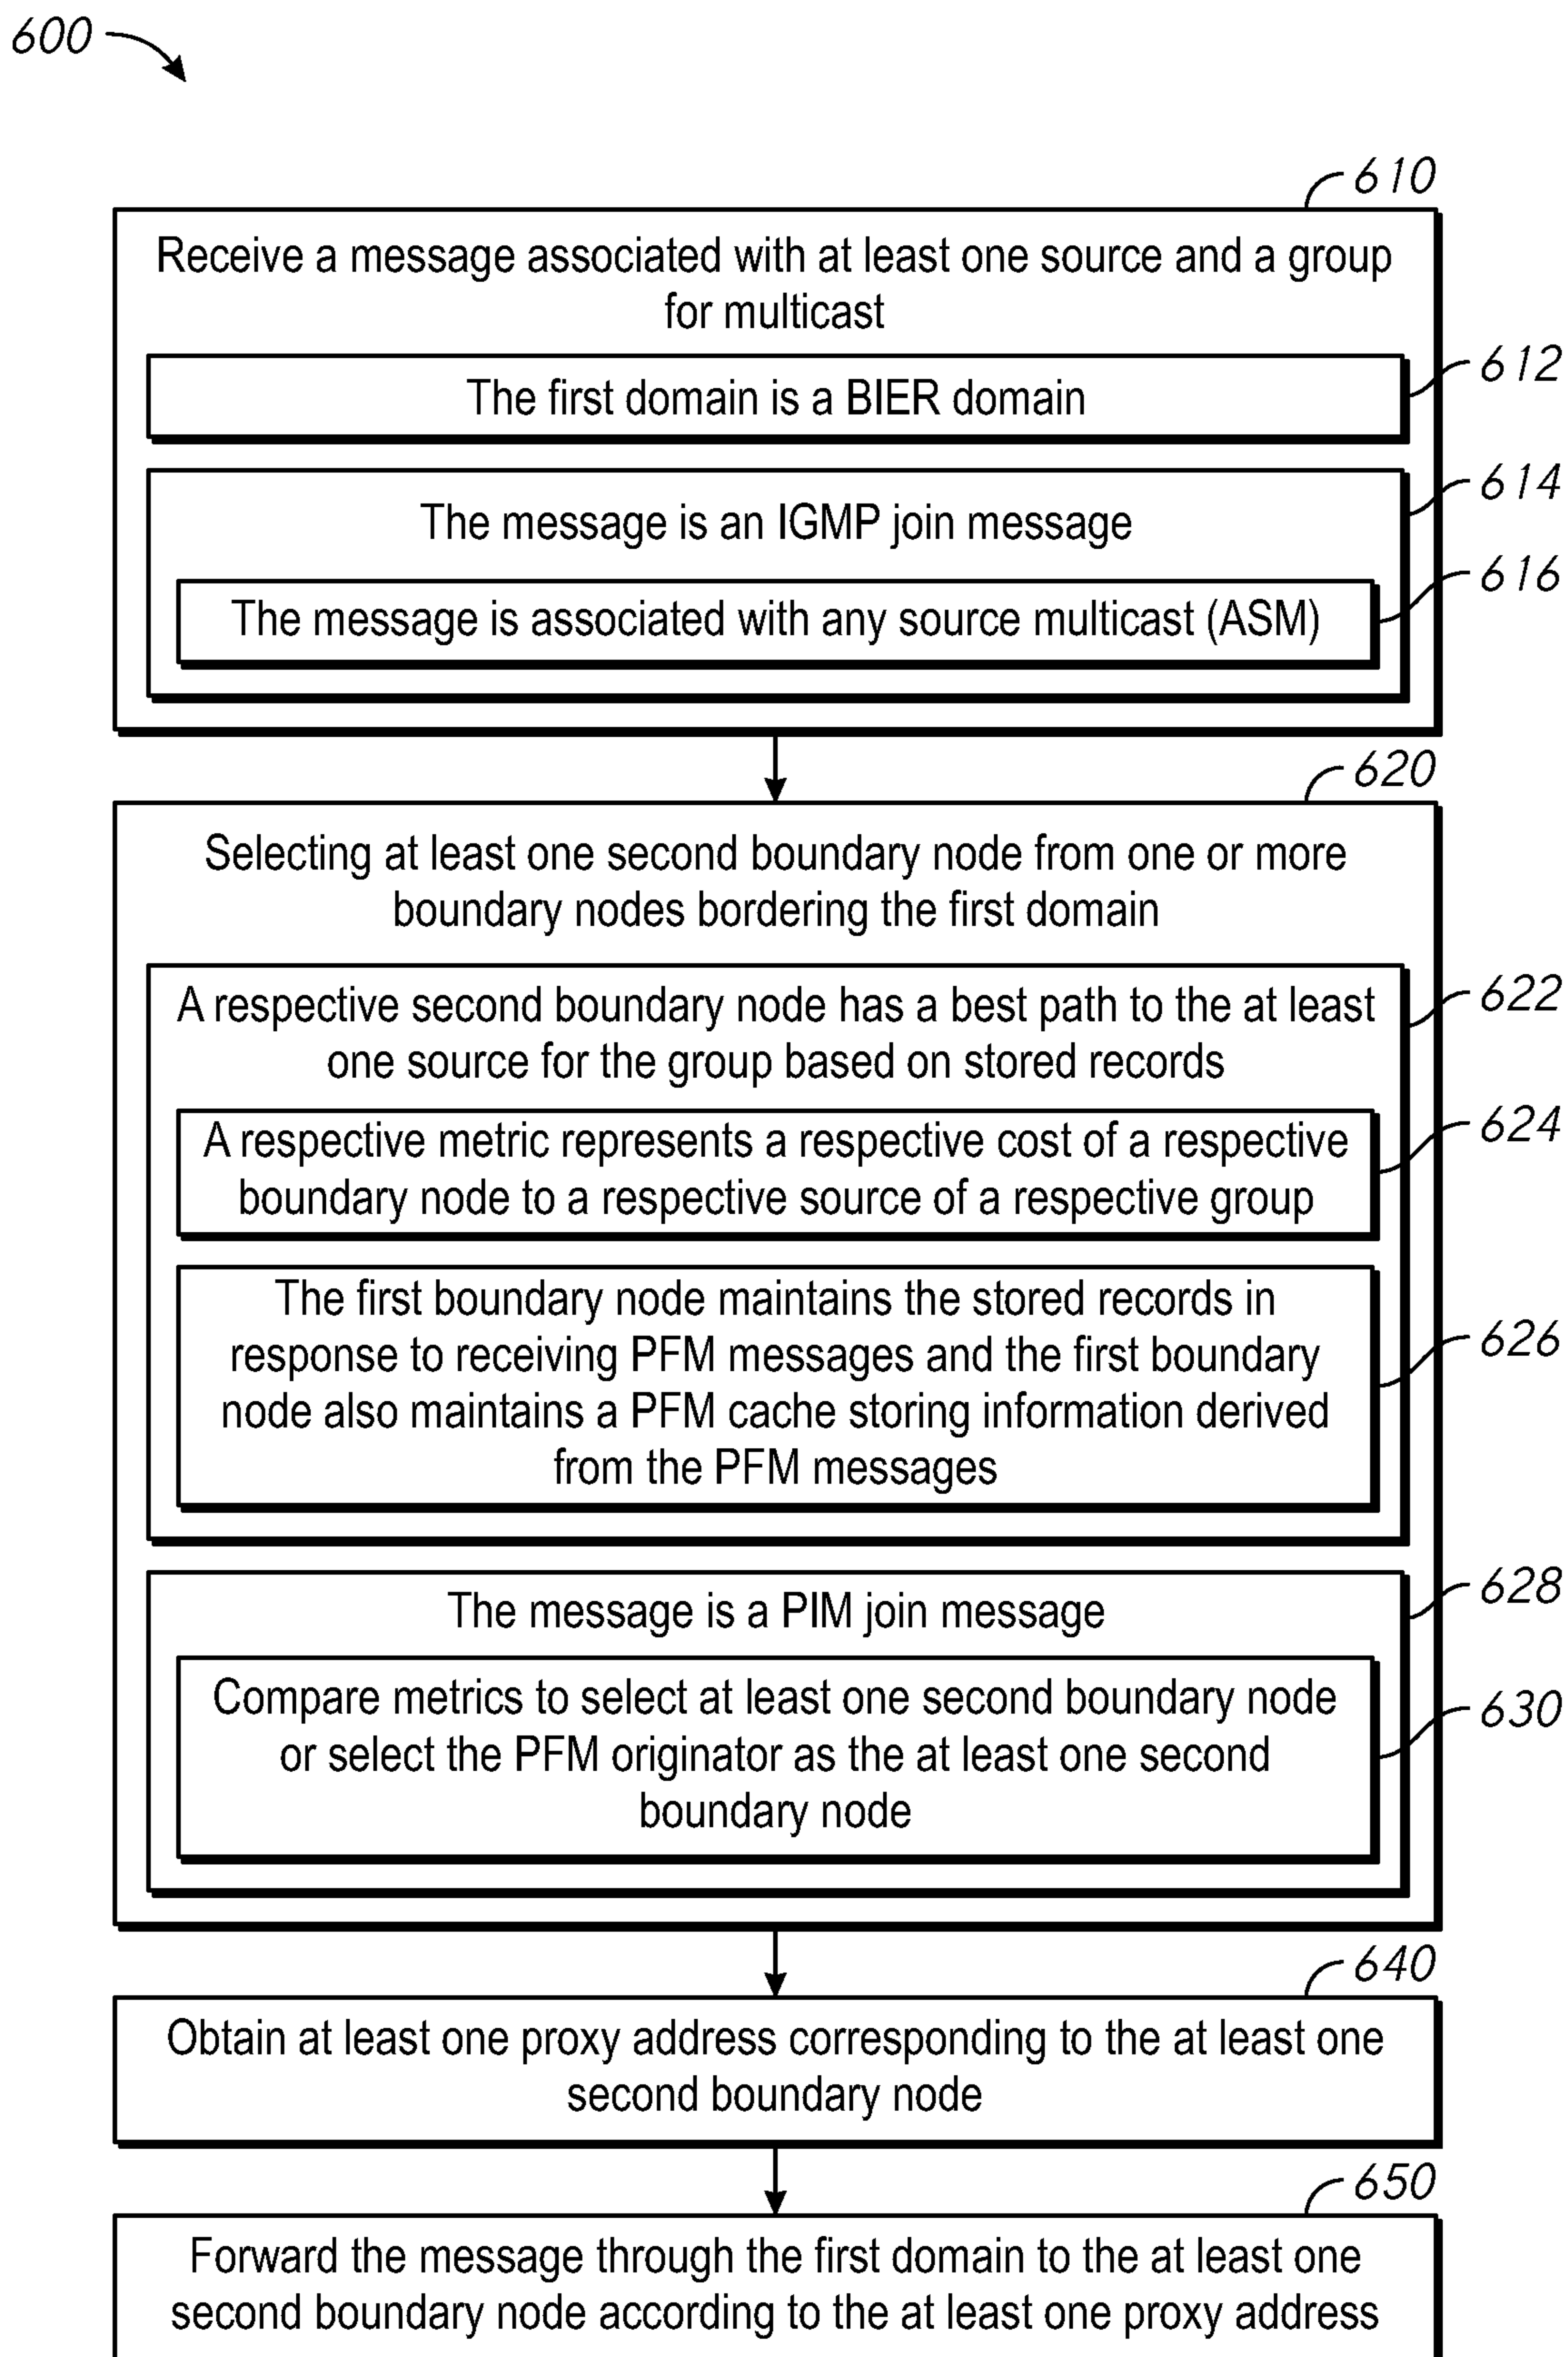 600
610
Receive a message associated with at least one source and a group
for multicast
612
The first domain is a BIER domain
614
The message is an IGMP join message
616
The message is associated with any source multicast (ASM)
620
Selecting at least one second boundary node from one or more
boundary nodes bordering the first domain
622
A respective second boundary node has a best path to the at least
one source for the group based on stored records
624
A respective metric represents a respective cost of a respective
boundary node to a respective source of a respective group
626
The first boundary node maintains the stored records in
response to receiving PFM messages and the first boundary
node also maintains a PFM cache storing information derived
from the PFM messages
628
The message is a PIM join message
630
Compare metrics to select at least one second boundary node
or select the PFM originator as the at least one second
boundary node
640
Obtain at least one proxy address corresponding to the at least one
second boundary node
650
Forward the message through the first domain to the at least one
second boundary node according to the at least one proxy address